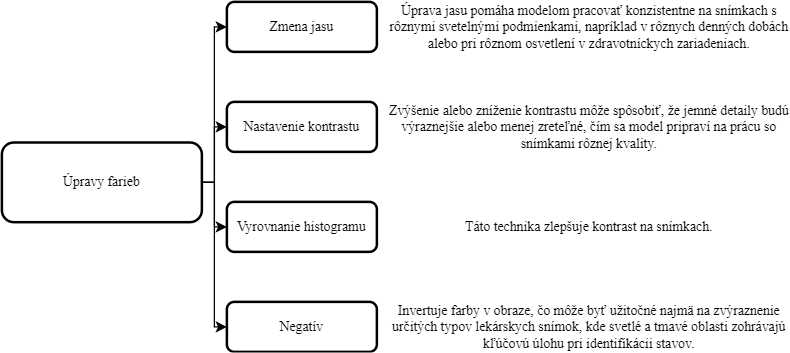 Úpravy farieb
Zmena jasu
Úprava jasu pomáha modelom pracovať konzistentne na snímkach s
rôznymi svetelnými podmienkami, napríklad v rôznych denných dobách
alebo pri rôznom osvetlení v zdravotníckych zariadeniach.
Nastavenie kontrastu
Zvýšenie alebo zníženie kontrastu môže spôsobiť, že jemné detaily budú
výraznejšie alebo menej zreteľné, čím sa model pripraví na prácu so
snímkami rôznej kvality.
Vyrovnanie histogramu
Táto technika zlepšuje kontrast na snímkach.
Negatív
Invertuje farby v obraze, čo môže byť užitočné najmä na zvýraznenie
určitých typov lekárskych snímok, kde svetlé a tmavé oblasti zohrávajú
kľúčovú úlohu pri identifikácii stavov.